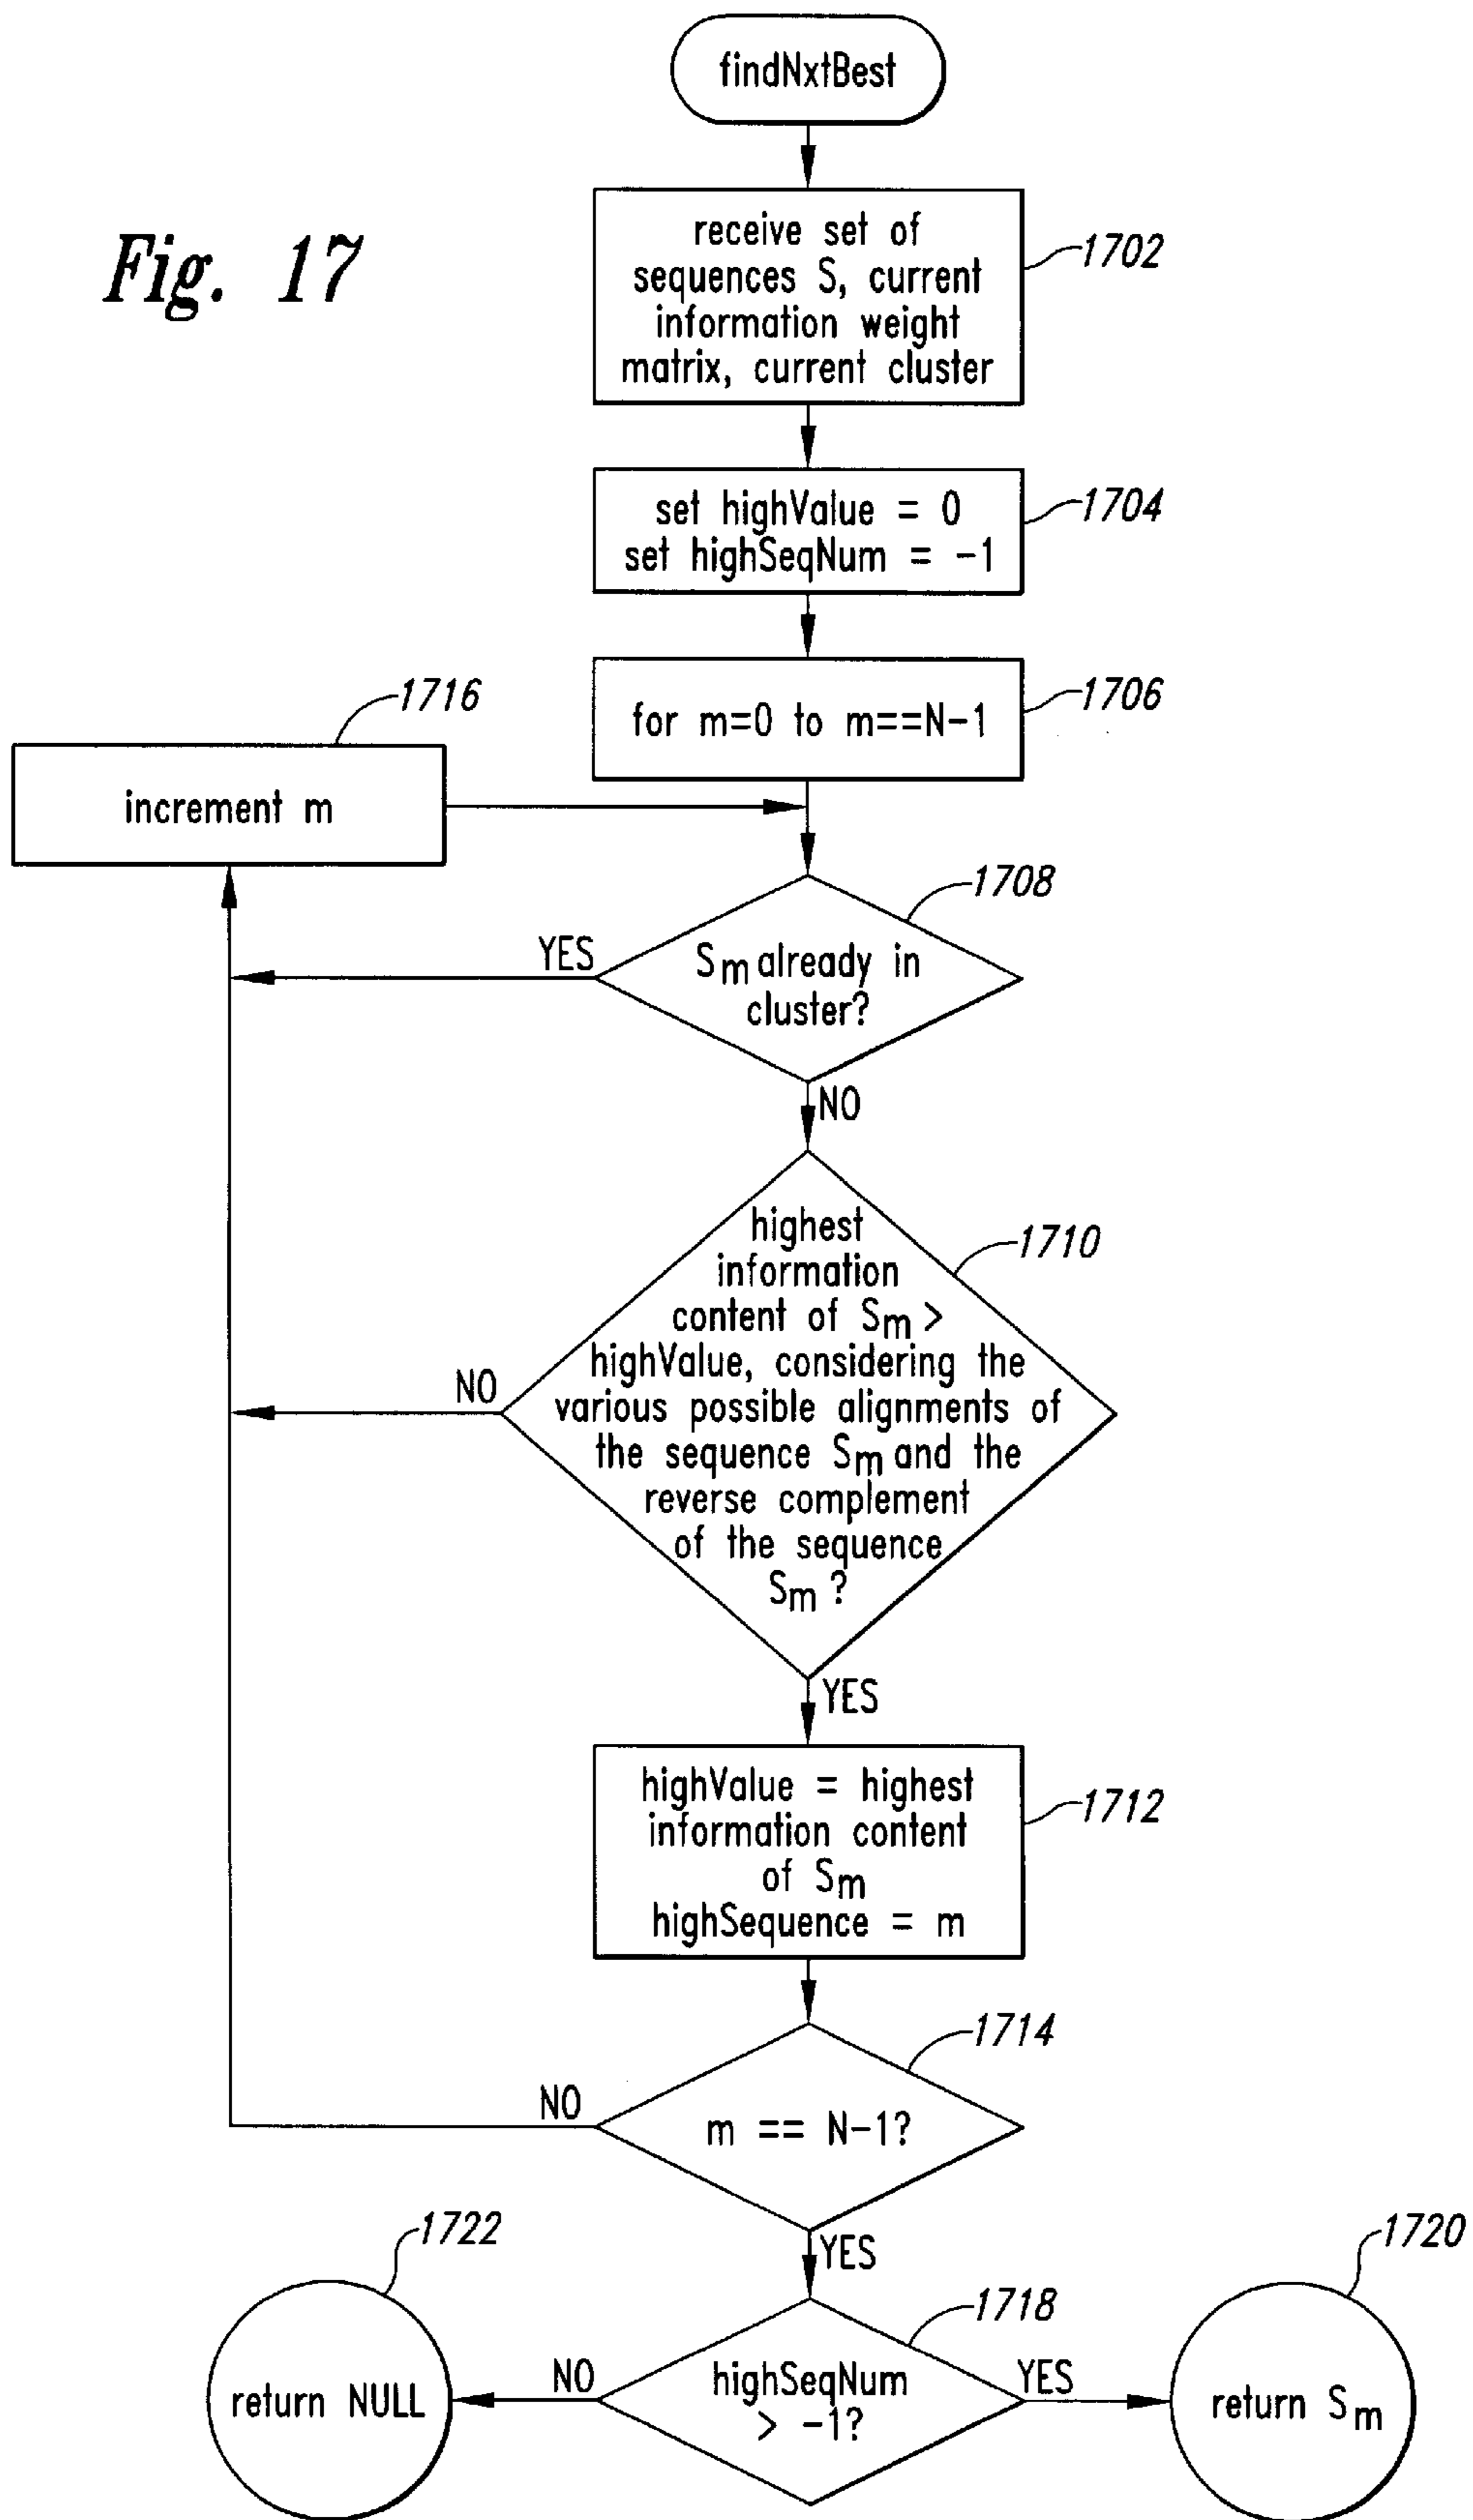 findNxtBest
Fig. 17
receive set of
sequences S, current
information weight
matrix, current cluster
1702
set highValue = 0
set highSeqNum = -1
1704
for m=0 to m==N-1
1706
1716
increment m
1708
Sm already in
cluster?
YES
NO
1710
highest
information
content of Sm >
highValue, considering the
various possible alignments of
the sequence Sm and the
reverse complement
of the sequence
Sm ?
NO
YES
highValue = highest
information content
of Sm
highSequence = m
1712
1714
m == N-1?
NO
YES
1722
return NULL
1718
highSeqNum
> -1?
NO
YES
1720
return Sm